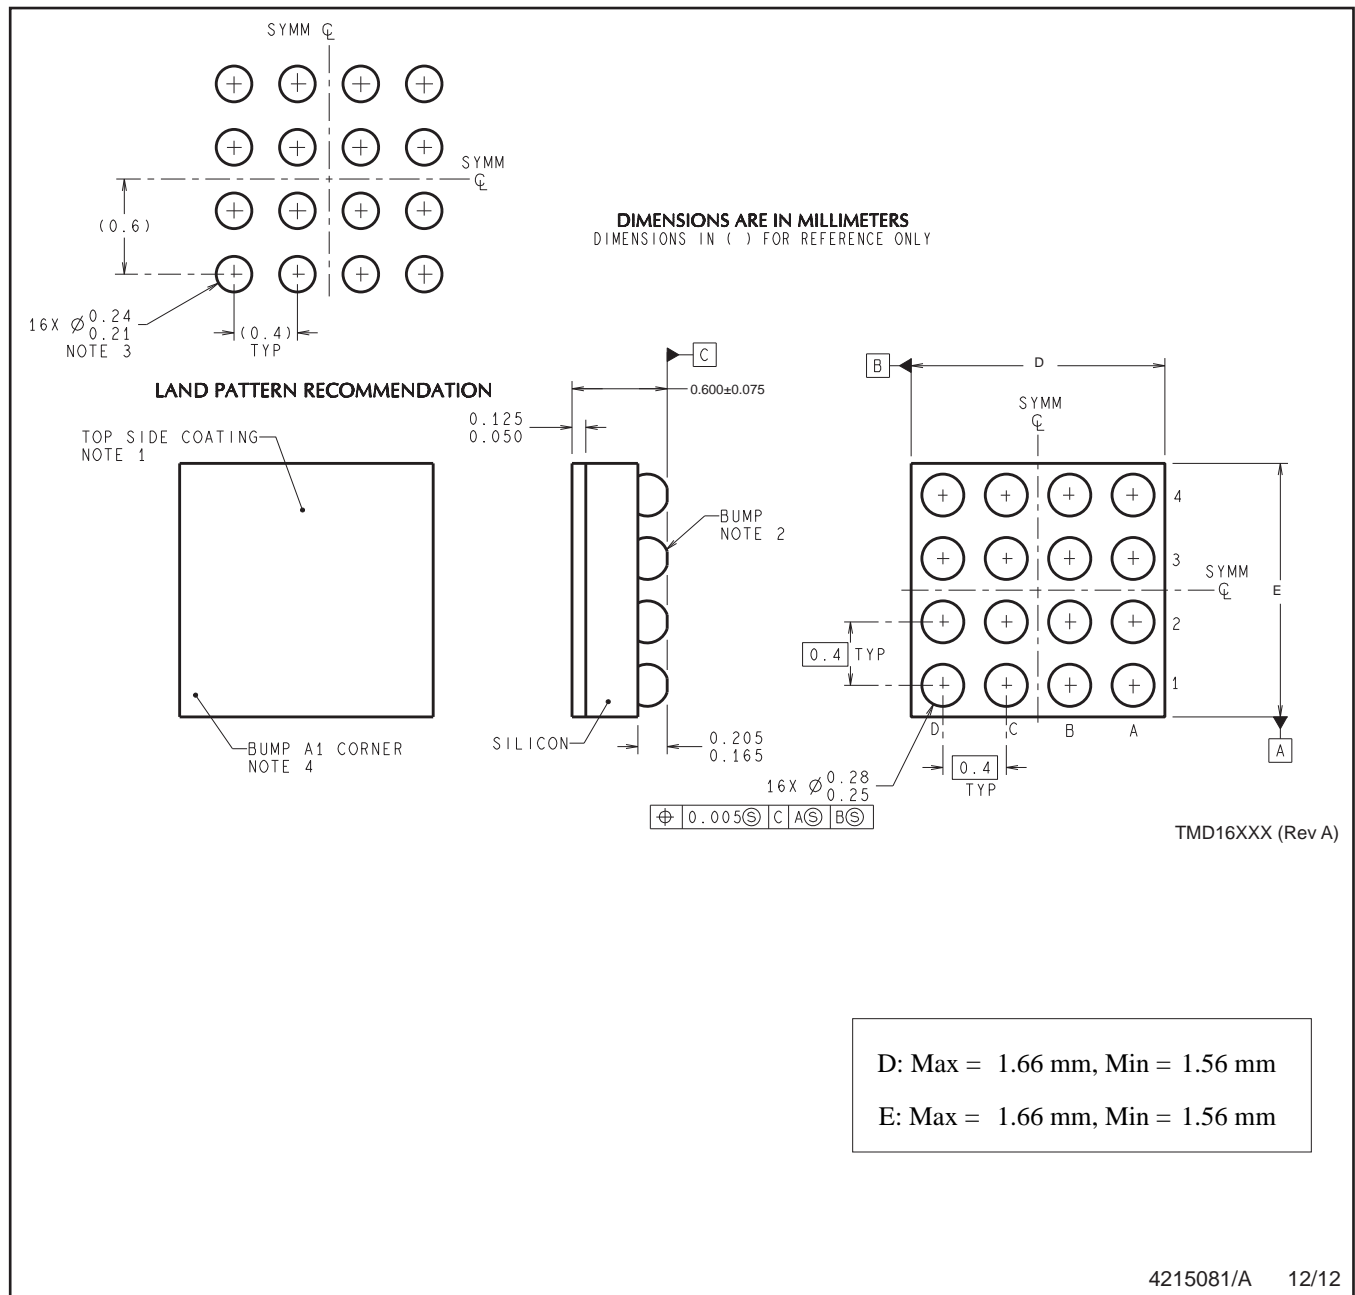 SYMM ℄
SYMM
℄
(0.6)
DIMENSIONS ARE IN MILLIMETERS
DIMENSIONS IN ( ) FOR REFERENCE ONLY
16X ⌀ 0.24
0.21
NOTE 3
(0.4)
TYP
LAND PATTERN RECOMMENDATION
C
0.600±0.075
0.125
0.050
TOP SIDE COATING
NOTE 1
BUMP
NOTE 2
BUMP A1 CORNER
NOTE 4
SILICON
0.205
0.165
B
D
SYMM
℄
4
3
SYMM
℄
E
2
0.4 TYP
1
D C B A
A
0.4
TYP
16X ⌀ 0.28
0.25
⌖ 0.005Ⓢ C AⓈ BⓈ
TMD16XXX (Rev A)
D: Max = 1.66 mm, Min = 1.56 mm
E: Max = 1.66 mm, Min = 1.56 mm
4215081/A 12/12